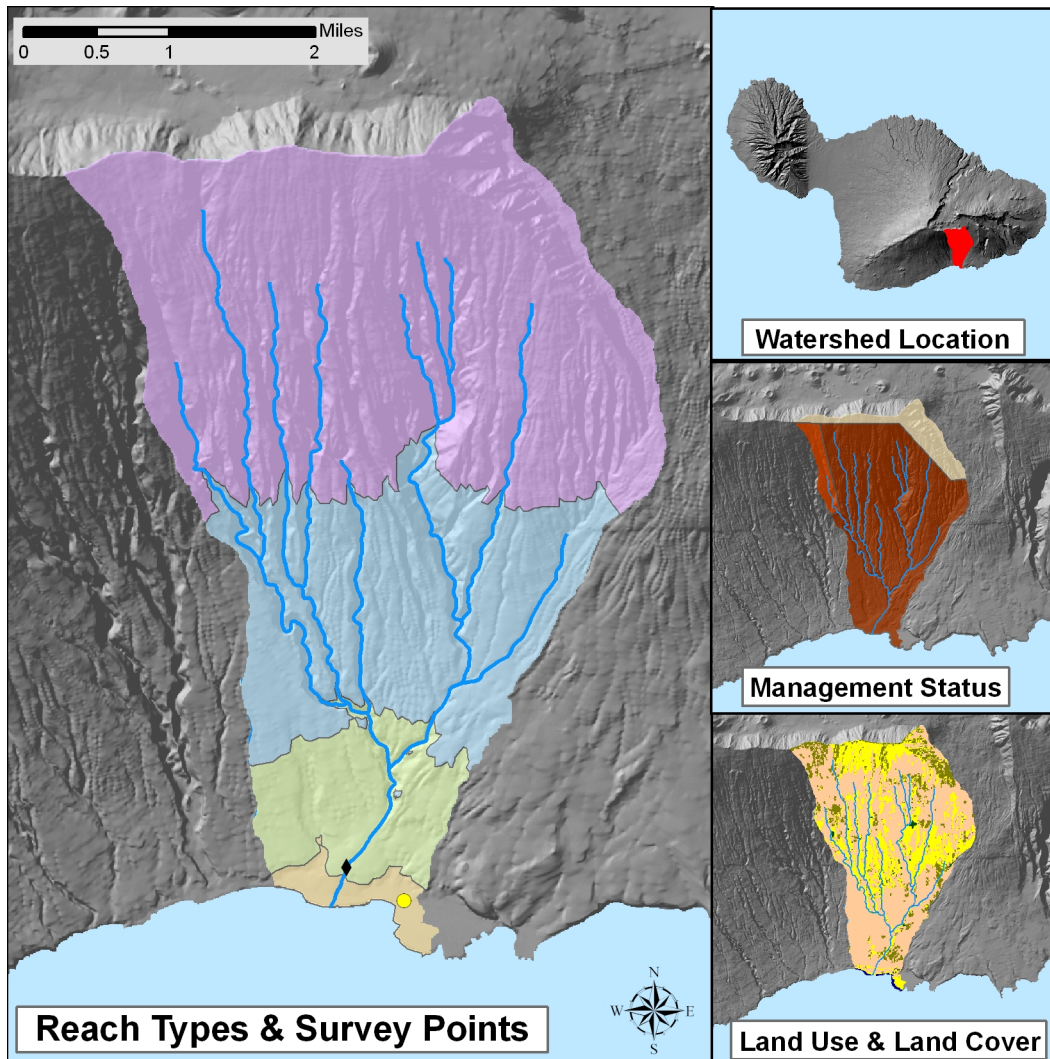 Miles
0 0.5 1 2
Watershed Location
Management Status
N
W E
S
Reach Types & Survey Points
Land Use & Land Cover